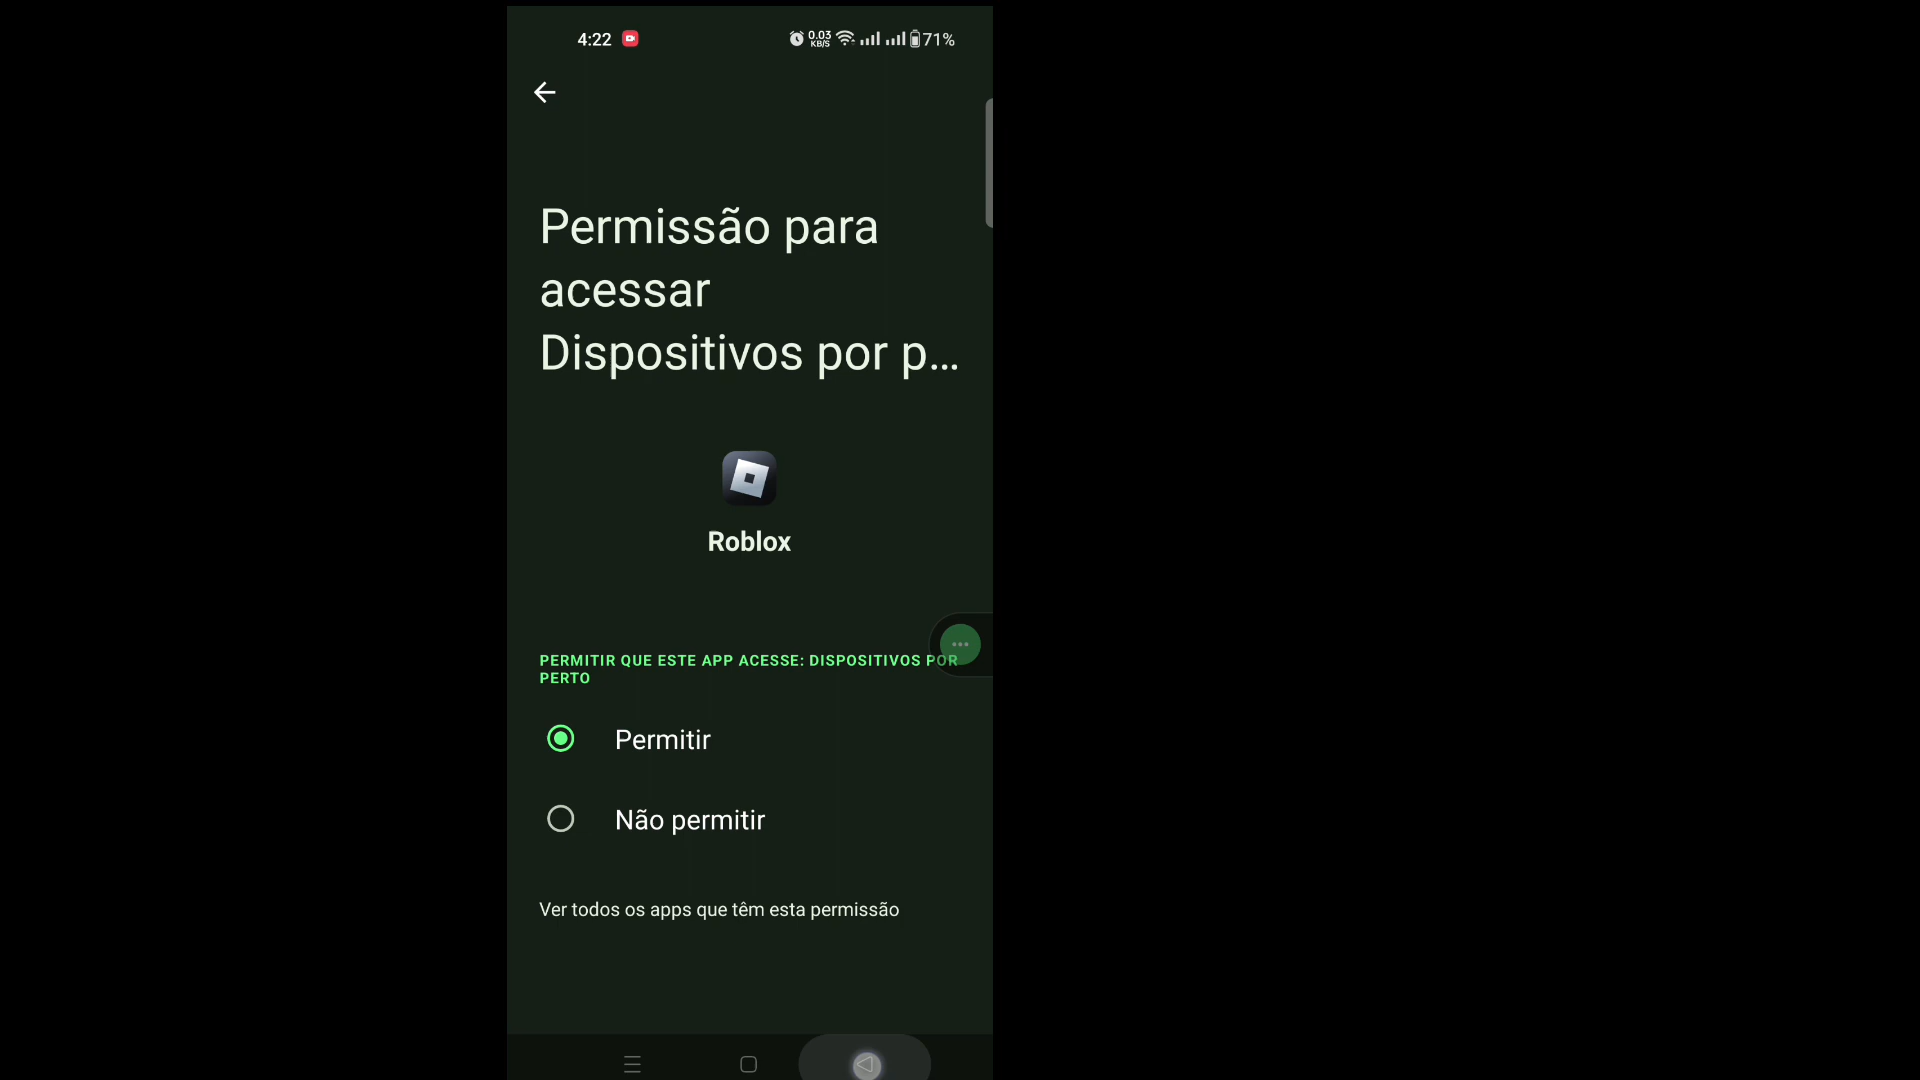 4:22
0.03
KB/S
71%
Permissão para
acessar
Dispositivos por p...
Roblox
PERMITIR QUE ESTE APP ACESSE: DISPOSITIVOS POR
PERTO
Permitir
Não permitir
Ver todos os apps que têm esta permissão